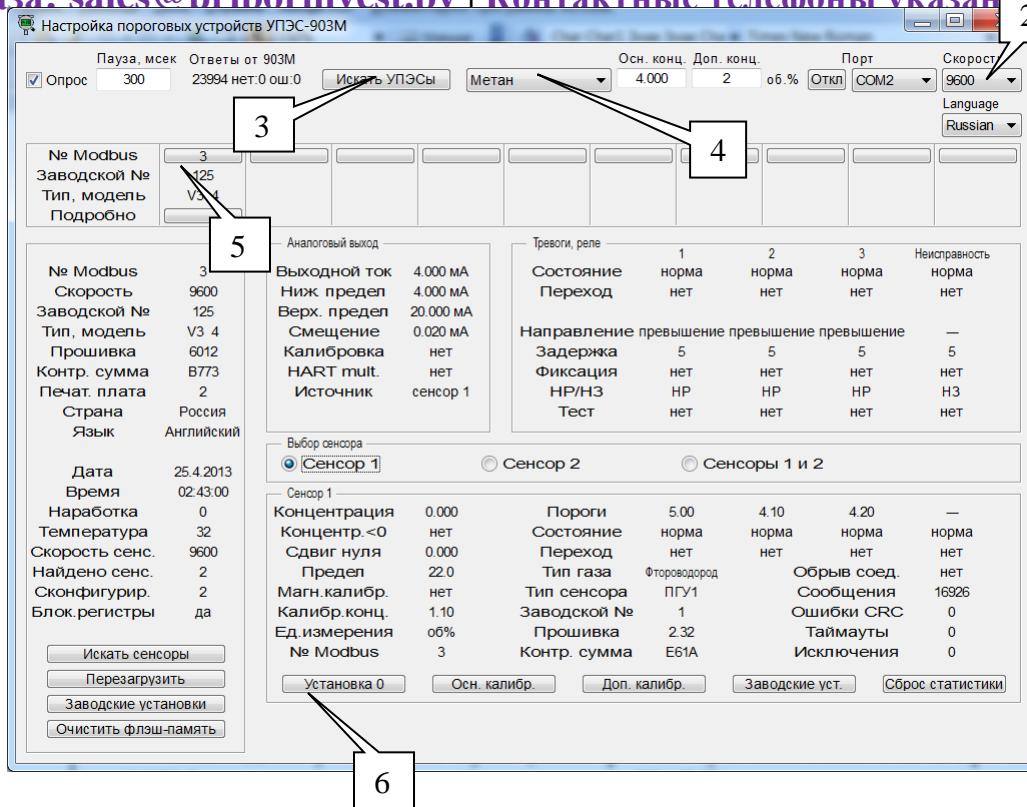 за: sales@priborinvest.by | Контактные телефоны указан
Настройка пороговых устройств УПЭС-903М
2
Пауза, мсек Ответы от 903М Осн. конц. Доп. конц. Порт Скорость
Опрос 300 23994 нет:0 ош:0 Искать УПЭСы Метан 4.000 2 об.% Откл COM2 9600
Language
Russian
3
4
№ Modbus 3
Заводской № 125
Тип, модель V3 4
Подробно
5
№ Modbus 3
Скорость 9600
Заводской № 125
Тип, модель V3 4
Прошивка 6012
Контр. сумма B773
Печат. плата 2
Страна Россия
Язык Английский
Дата 25.4.2013
Время 02:43:00
Наработка 0
Температура 32
Скорость сенс. 9600
Найдено сенс. 2
Сконфигурир. 2
Блок.регистры да
Искать сенсоры
Перезагрузить
Заводские установки
Очистить флэш-память
Аналоговый выход
Выходной ток 4.000 мА
Ниж. предел 4.000 мА
Верх. предел 20.000 мА
Смещение 0.020 мА
Калибровка нет
HART mult. нет
Источник сенсор 1
Тревоги, реле
1 2 3 Неисправность
Состояние норма норма норма норма
Переход нет нет нет нет
Направление превышение превышение превышение —
Задержка 5 5 5 5
Фиксация нет нет нет нет
НР/НЗ НР НР НР НЗ
Тест нет нет нет нет
Выбор сенсора
Сенсор 1 Сенсор 2 Сенсоры 1 и 2
Сенсор 1
Концентрация 0.000 Пороги 5.00 4.10 4.20 —
Концентр.<0 нет Состояние норма норма норма норма
Сдвиг нуля 0.000 Переход нет нет нет нет
Предел 22.0 Тип газа Фтороводород Обрыв соед. нет
Магн.калибр. нет Тип сенсора ПГУ1 Сообщения 16926
Калибр.конц. 1.10 Заводской № 1 Ошибки CRC 0
Ед.измерения об% Прошивка 2.32 Таймауты 0
№ Modbus 3 Контр. сумма E61A Исключения 0
Установка 0 Осн. калибр. Доп. калибр. Заводские уст. Сброс статистики
6